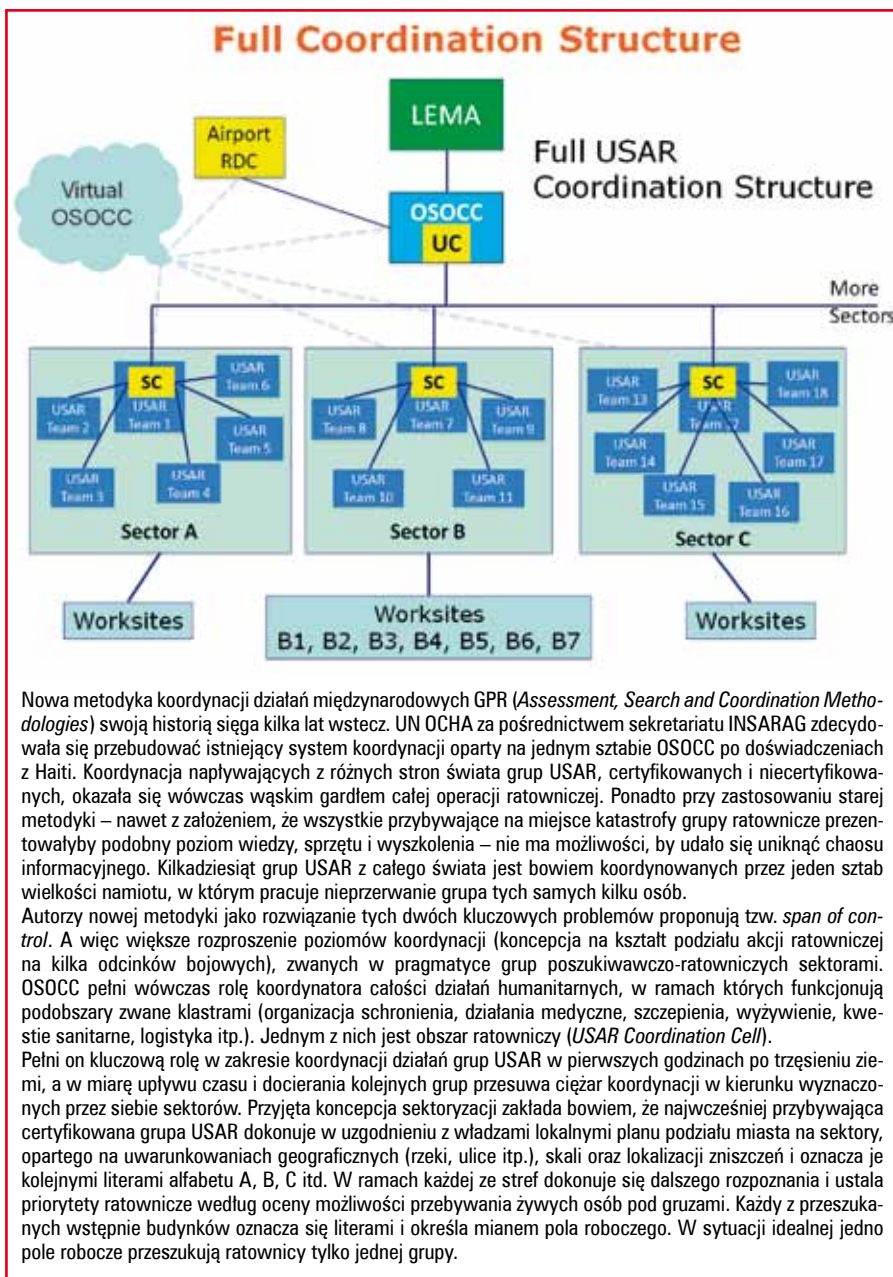 Full Coordination Structure
LEMA
Airport
RDC
Full USAR
Coordination Structure
Virtual
OSOCC
OSOCC
UC
More
Sectors
SC
USAR
Team 1
USAR
Team 2
USAR
Team 3
USAR
Team 4
USAR
Team 5
USAR
Team 6
Sector A
SC
USAR
Team 7
USAR
Team 8
USAR
Team 9
USAR
Team 10
USAR
Team 11
Sector B
SC
USAR
Team 13
USAR
Team 14
USAR
Team 15
USAR
Team 16
USAR
Team 17
USAR
Team 18
Sector C
Worksites
Worksites
B1, B2, B3, B4, B5, B6, B7
Worksites
Nowa metodyka koordynacji działań międzynarodowych GPR (Assessment, Search and Coordination Metho-
dologies) swoją historią sięga kilka lat wstecz. UN OCHA za pośrednictwem sekretariatu INSARAG zdecydo-
wała się przebudować istniejący system koordynacji oparty na jednym sztabie OSOCC po doświadczeniach
z Haiti. Koordynacja napływających z różnych stron świata grup USAR, certyfikowanych i niecertyfikowa-
nych, okazała się wówczas wąskim gardłem całej operacji ratowniczej. Ponadto przy zastosowaniu starej
metodyki – nawet z założeniem, że wszystkie przybywające na miejsce katastrofy grupy ratownicze prezen-
towałyby podobny poziom wiedzy, sprzętu i wyszkolenia – nie ma możliwości, by udało się uniknąć chaosu
informacyjnego. Kilkadziesiąt grup USAR z całego świata jest bowiem koordynowanych przez jeden sztab
wielkości namiotu, w którym pracuje nieprzerwanie grupa tych samych kilku osób.
Autorzy nowej metodyki jako rozwiązanie tych dwóch kluczowych problemów proponują tzw. span of con-
trol. A więc większe rozproszenie poziomów koordynacji (koncepcja na kształt podziału akcji ratowniczej
na kilka odcinków bojowych), zwanych w pragmatyce grup poszukiwawczo-ratowniczych sektorami.
OSOCC pełni wówczas rolę koordynatora całości działań humanitarnych, w ramach których funkcjonują
podobszary zwane klastrami (organizacja schronienia, działania medyczne, szczepienia, wyżywienie, kwe-
stie sanitarne, logistyka itp.). Jednym z nich jest obszar ratowniczy (USAR Coordination Cell).
Pełni on kluczową rolę w zakresie koordynacji działań grup USAR w pierwszych godzinach po trzęsieniu zie-
mi, a w miarę upływu czasu i docierania kolejnych grup przesuwa ciężar koordynacji w kierunku wyznaczo-
nych przez siebie sektorów. Przyjęta koncepcja sektoryzacji zakłada bowiem, że najwcześniej przybywająca
certyfikowana grupa USAR dokonuje w uzgodnieniu z władzami lokalnymi planu podziału miasta na sektory,
opartego na uwarunkowaniach geograficznych (rzeki, ulice itp.), skali oraz lokalizacji zniszczeń i oznacza je
kolejnymi literami alfabetu A, B, C itd. W ramach każdej ze stref dokonuje się dalszego rozpoznania i ustala
priorytety ratownicze według oceny możliwości przebywania żywych osób pod gruzami. Każdy z przeszuka-
nych wstępnie budynków oznacza się literami i określa mianem pola roboczego. W sytuacji idealnej jedno
pole robocze przeszukują ratownicy tylko jednej grupy.